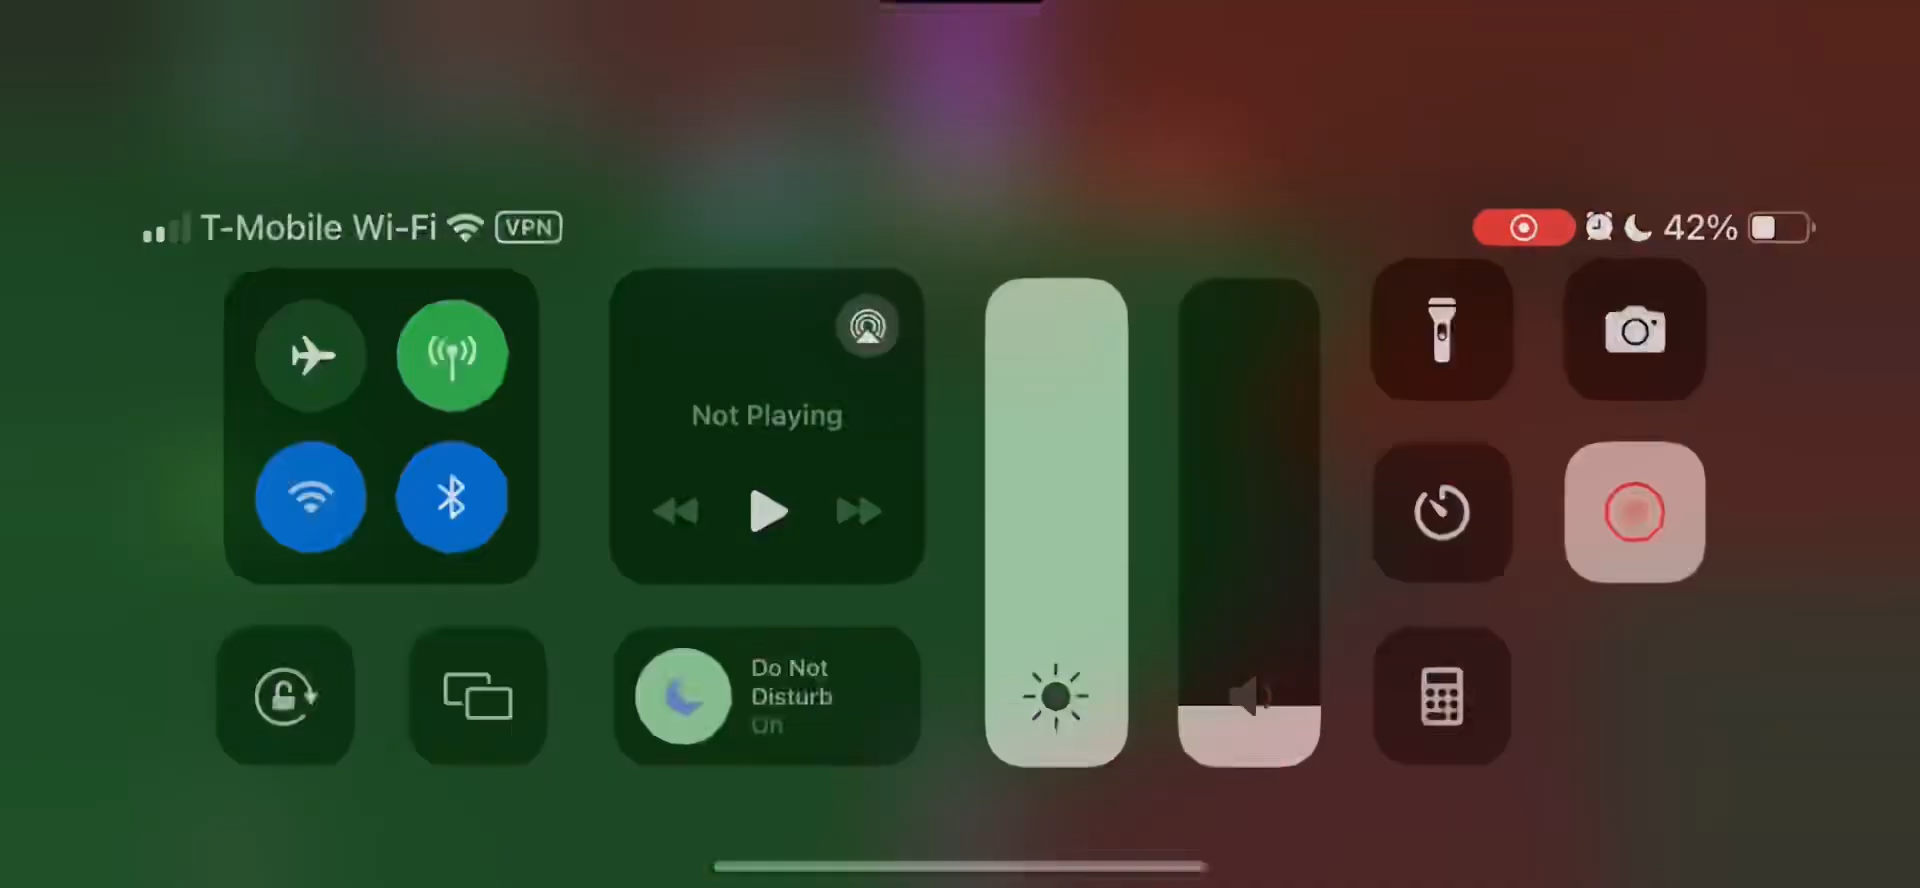 T-Mobile Wi-Fi VPN
42%
Not Playing
Do Not
Disturb
On